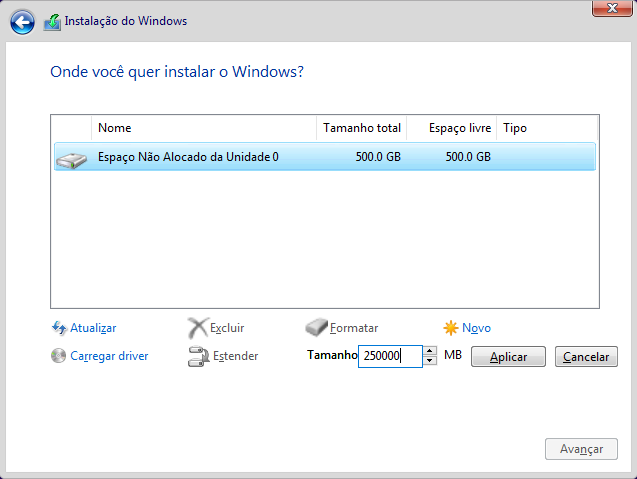 Instalação do Windows
Onde você quer instalar o Windows?
Nome Tamanho total Espaço livre Tipo
Espaço Não Alocado da Unidade 0 500.0 GB 500.0 GB
Atualizar Excluir Formatar Novo
Carregar driver Estender Tamanho 250000 MB Aplicar Cancelar
Avançar